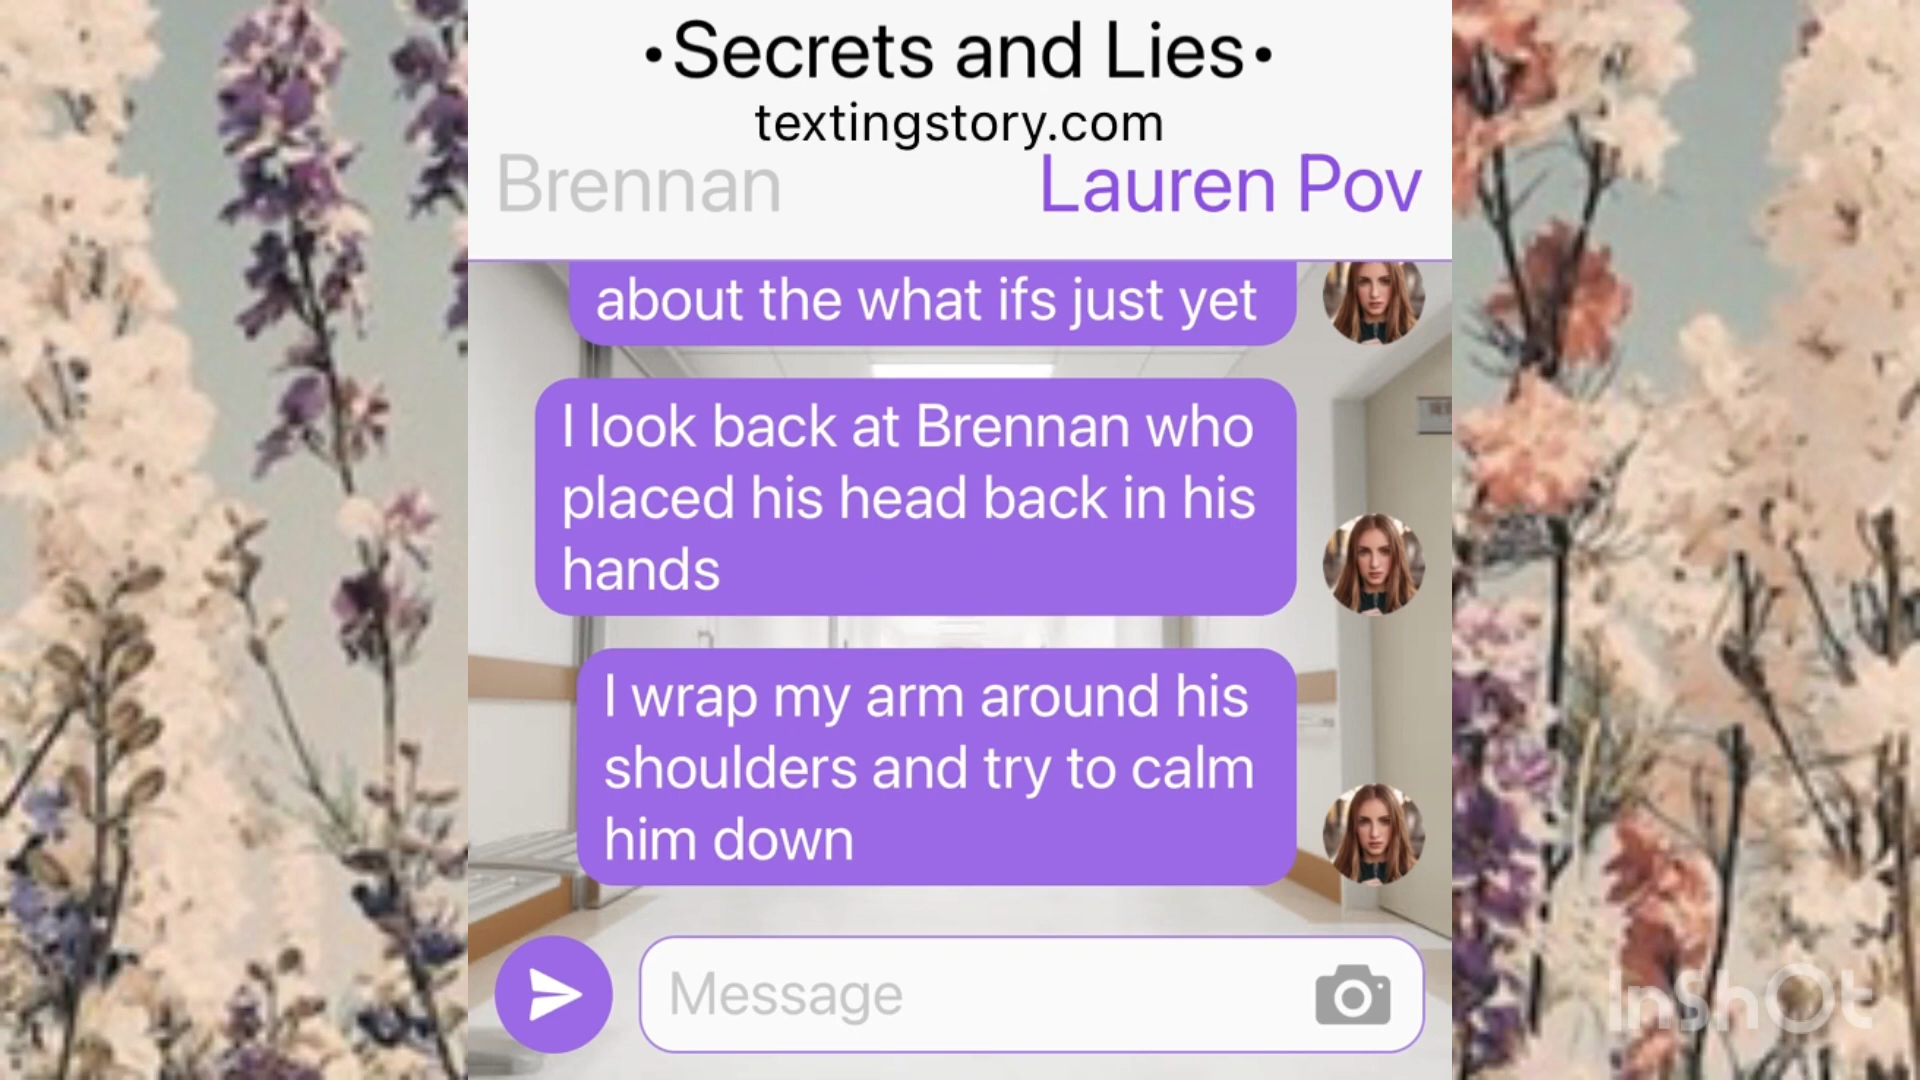 •Secrets and Lies•
textingstory.com
Brennan
Lauren Pov
about the what ifs just yet
I look back at Brennan who
placed his head back in his
hands
I wrap my arm around his
shoulders and try to calm
him down
Message
InShOt